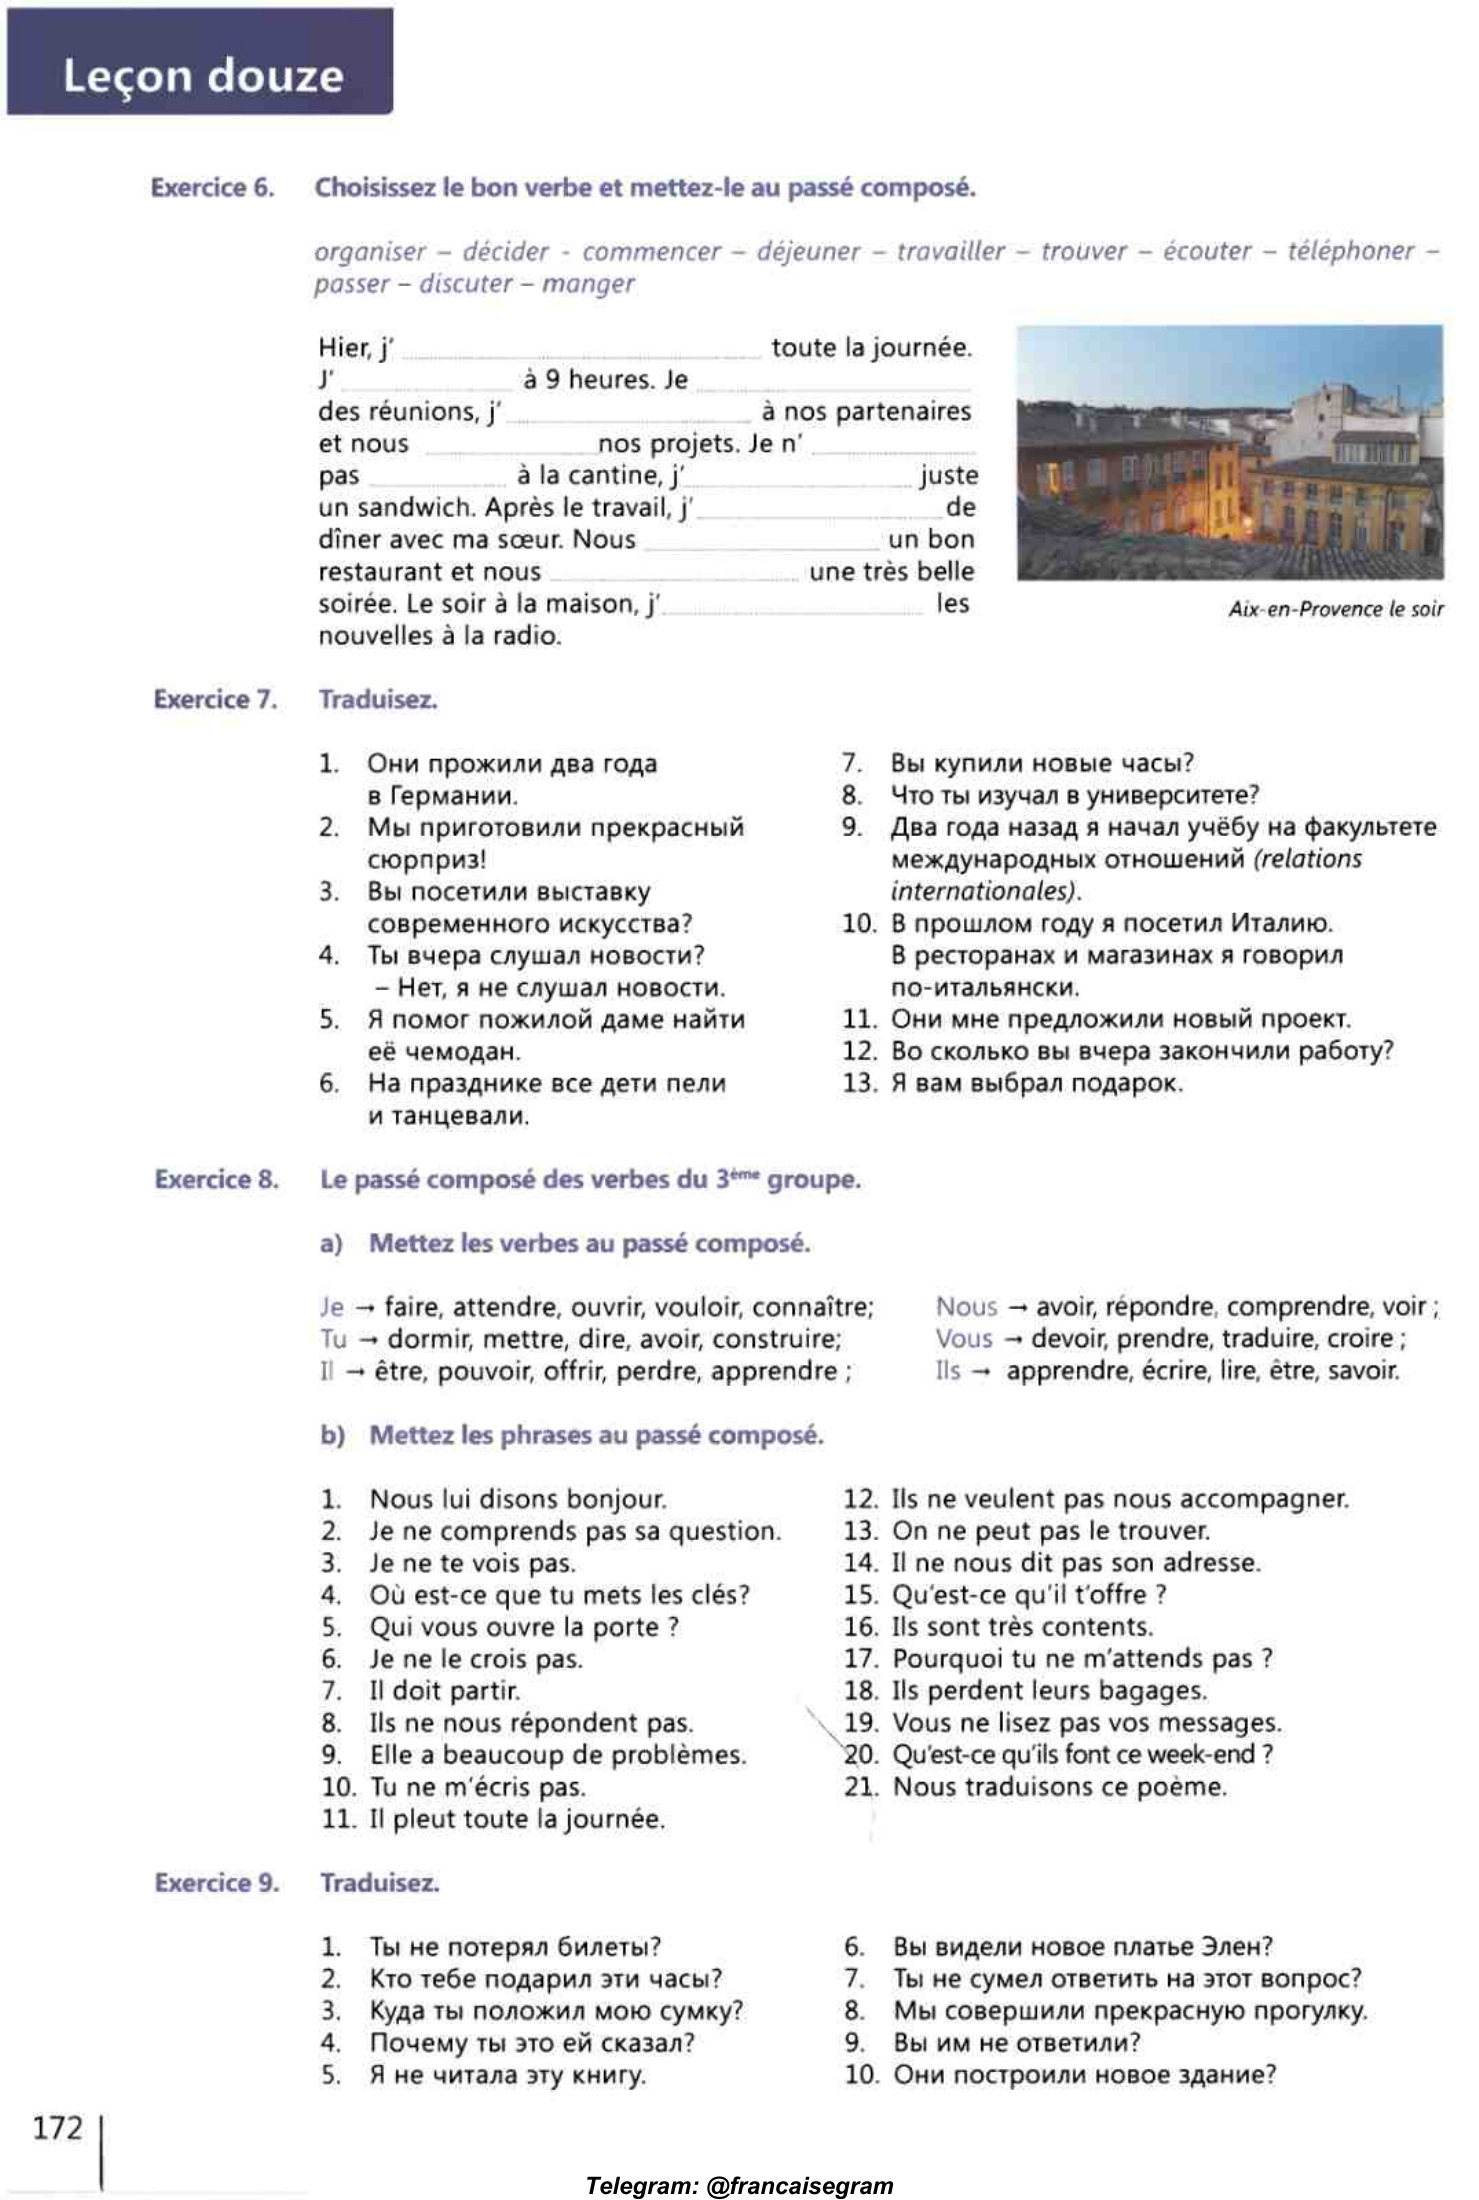 Leçon douze
Exercice 6. Choisissez le bon verbe et mettez-le au passé composé.
organiser – décider - commencer – déjeuner – travailler – trouver – écouter – téléphoner –
passer – discuter – manger
Hier, j’ toute la journée.
J’ à 9 heures. Je
des réunions, j’ à nos partenaires
et nous nos projets. Je n’
pas à la cantine, j’ juste
un sandwich. Après le travail, j’ de
dîner avec ma sœur. Nous un bon
restaurant et nous une très belle
soirée. Le soir à la maison, j’ les
nouvelles à la radio.
Aix-en-Provence le soir
Exercice 7. Traduisez.
1. Они прожили два года
в Германии.
2. Мы приготовили прекрасный
сюрприз!
3. Вы посетили выставку
современного искусства?
4. Ты вчера слушал новости?
– Нет, я не слушал новости.
5. Я помог пожилой даме найти
её чемодан.
6. На празднике все дети пели
и танцевали.
7. Вы купили новые часы?
8. Что ты изучал в университете?
9. Два года назад я начал учёбу на факультете
международных отношений (relations
internationales).
10. В прошлом году я посетил Италию.
В ресторанах и магазинах я говорил
по-итальянски.
11. Они мне предложили новый проект.
12. Во сколько вы вчера закончили работу?
13. Я вам выбрал подарок.
Exercice 8. Le passé composé des verbes du 3ème groupe.
a) Mettez les verbes au passé composé.
Je → faire, attendre, ouvrir, vouloir, connaître;
Tu → dormir, mettre, dire, avoir, construire;
Il → être, pouvoir, offrir, perdre, apprendre ;
Nous → avoir, répondre, comprendre, voir ;
Vous → devoir, prendre, traduire, croire ;
Ils → apprendre, écrire, lire, être, savoir.
b) Mettez les phrases au passé composé.
1. Nous lui disons bonjour.
2. Je ne comprends pas sa question.
3. Je ne te vois pas.
4. Où est-ce que tu mets les clés?
5. Qui vous ouvre la porte ?
6. Je ne le crois pas.
7. Il doit partir.
8. Ils ne nous répondent pas.
9. Elle a beaucoup de problèmes.
10. Tu ne m’écris pas.
11. Il pleut toute la journée.
12. Ils ne veulent pas nous accompagner.
13. On ne peut pas le trouver.
14. Il ne nous dit pas son adresse.
15. Qu’est-ce qu’il t’offre ?
16. Ils sont très contents.
17. Pourquoi tu ne m’attends pas ?
18. Ils perdent leurs bagages.
19. Vous ne lisez pas vos messages.
20. Qu’est-ce qu’ils font ce week-end ?
21. Nous traduisons ce poème.
Exercice 9. Traduisez.
1. Ты не потерял билеты?
2. Кто тебе подарил эти часы?
3. Куда ты положил мою сумку?
4. Почему ты это ей сказал?
5. Я не читала эту книгу.
6. Вы видели новое платье Элен?
7. Ты не сумел ответить на этот вопрос?
8. Мы совершили прекрасную прогулку.
9. Вы им не ответили?
10. Они построили новое здание?
172
Telegram: @francaisegram